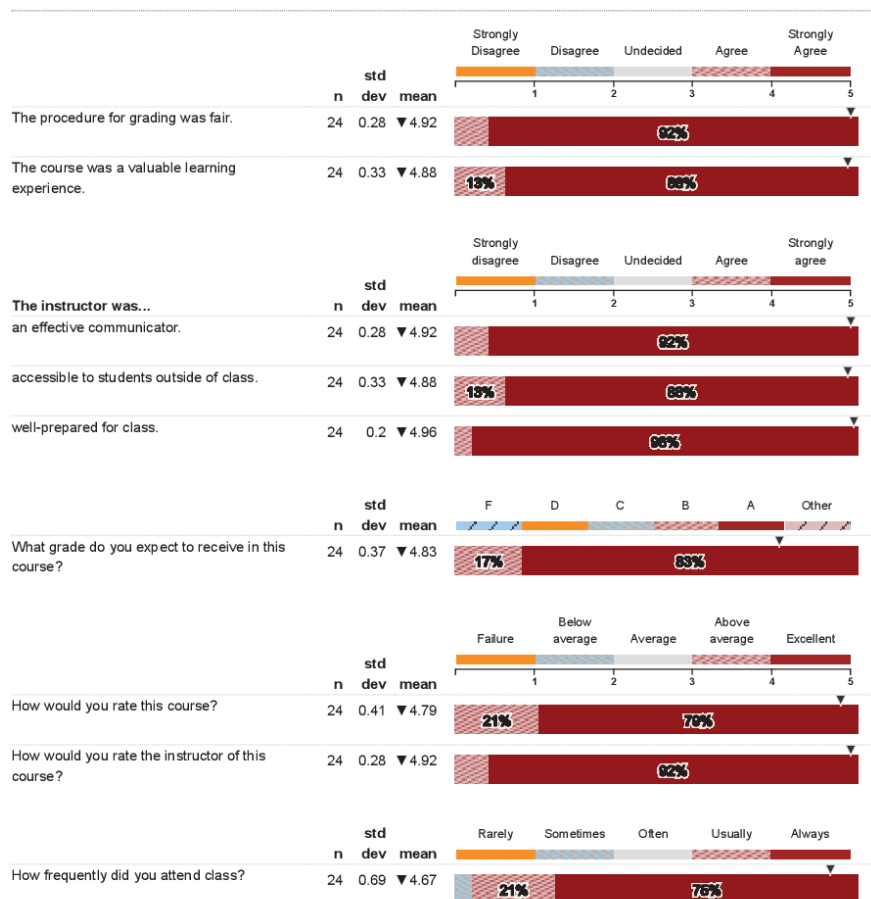 Strongly Disagree Disagree Undecided Agree Strongly Agree
n std dev mean 1 2 3 4 5
The procedure for grading was fair. 24 0.28 ▼4.92 92%
The course was a valuable learning experience. 24 0.33 ▼4.88 13% 88%
Strongly disagree Disagree Undecided Agree Strongly agree
The instructor was... n std dev mean 1 2 3 4 5
an effective communicator. 24 0.28 ▼4.92 92%
accessible to students outside of class. 24 0.33 ▼4.88 13% 88%
well-prepared for class. 24 0.2 ▼4.96 96%
n std dev mean F D C B A Other
What grade do you expect to receive in this course? 24 0.37 ▼4.83 17% 83%
Failure Below average Average Above average Excellent
n std dev mean 1 2 3 4 5
How would you rate this course? 24 0.41 ▼4.79 21% 79%
How would you rate the instructor of this course? 24 0.28 ▼4.92 92%
n std dev mean Rarely Sometimes Often Usually Always
How frequently did you attend class? 24 0.69 ▼4.67 21% 75%